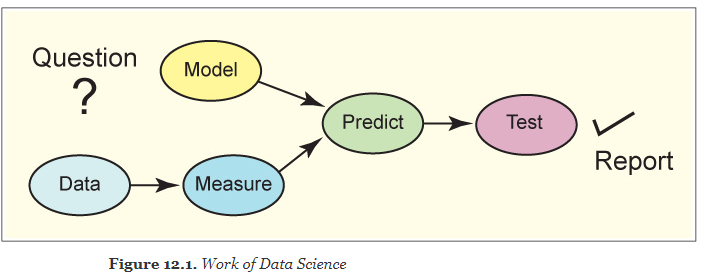 Question
?
Model
Predict
Test
Report
Data
Measure
Figure 12.1. Work of Data Science